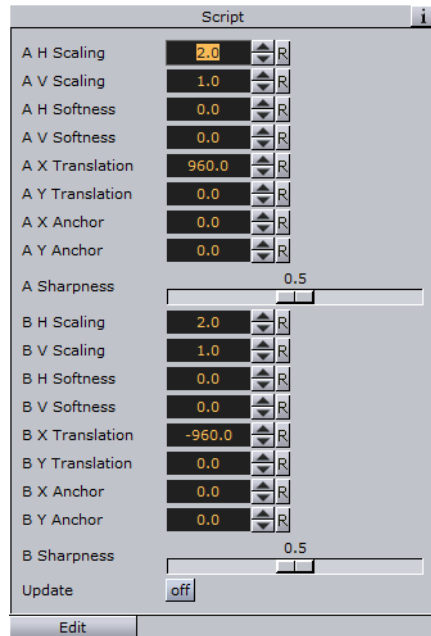 Script i
A H Scaling 2.0 R
A V Scaling 1.0 R
A H Softness 0.0 R
A V Softness 0.0 R
A X Translation 960.0 R
A Y Translation 0.0 R
A X Anchor 0.0 R
A Y Anchor 0.0 R
A Sharpness 0.5
B H Scaling 2.0 R
B V Scaling 1.0 R
B H Softness 0.0 R
B V Softness 0.0 R
B X Translation -960.0 R
B Y Translation 0.0 R
B X Anchor 0.0 R
B Y Anchor 0.0 R
B Sharpness 0.5
Update off
Edit